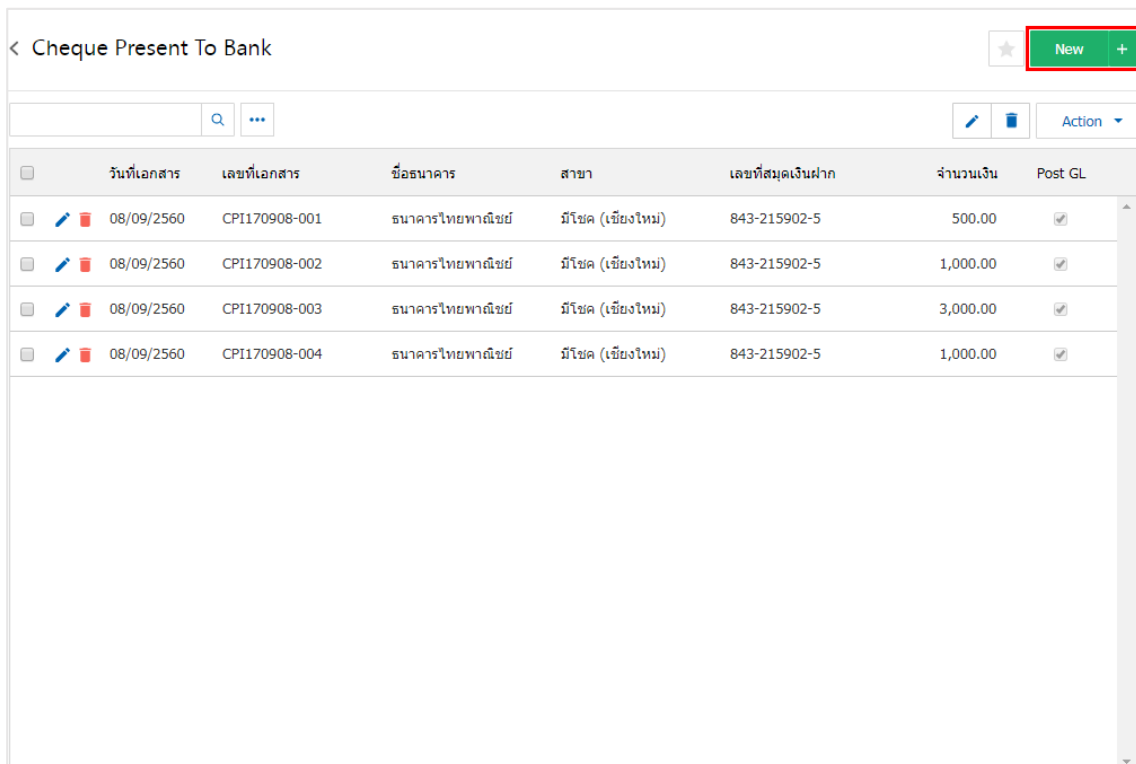 Cheque Present To Bank New +
Action
วันที่เอกสาร เลขที่เอกสาร ชื่อธนาคาร สาขา เลขที่สมุดเงินฝาก จำนวนเงิน Post GL
08/09/2560 CPI170908-001 ธนาคารไทยพาณิชย์ มีโชค (เชียงใหม่) 843-215902-5 500.00
08/09/2560 CPI170908-002 ธนาคารไทยพาณิชย์ มีโชค (เชียงใหม่) 843-215902-5 1,000.00
08/09/2560 CPI170908-003 ธนาคารไทยพาณิชย์ มีโชค (เชียงใหม่) 843-215902-5 3,000.00
08/09/2560 CPI170908-004 ธนาคารไทยพาณิชย์ มีโชค (เชียงใหม่) 843-215902-5 1,000.00